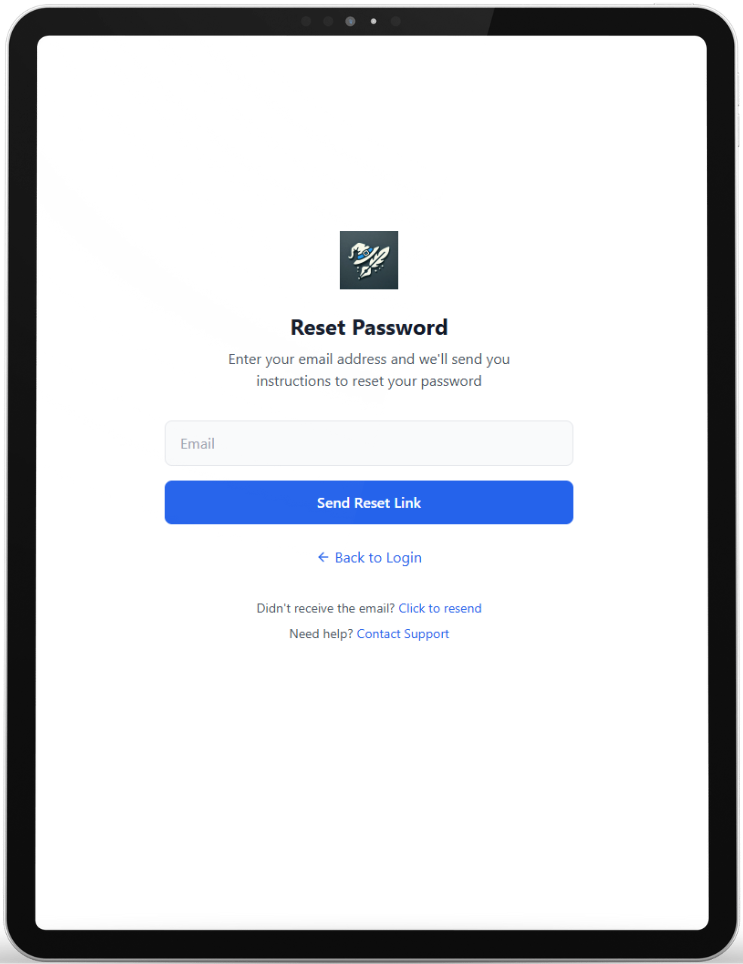 Reset Password
Enter your email address and we'll send you
instructions to reset your password
Email
Send Reset Link
← Back to Login
Didn't receive the email? Click to resend
Need help? Contact Support